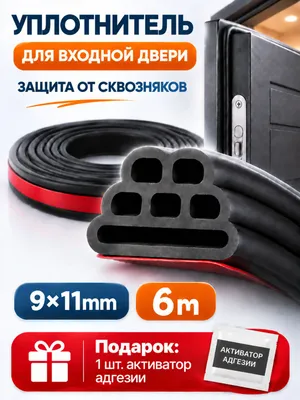 УПЛОТНИТЕЛЬ
ДЛЯ ВХОДНОЙ ДВЕРИ
ЗАЩИТА ОТ СКВОЗНЯКОВ
9×11mm
6m
Подарок:
1 шт. активатор
адгезии
АКТИВАТОР
АДГЕЗИИ